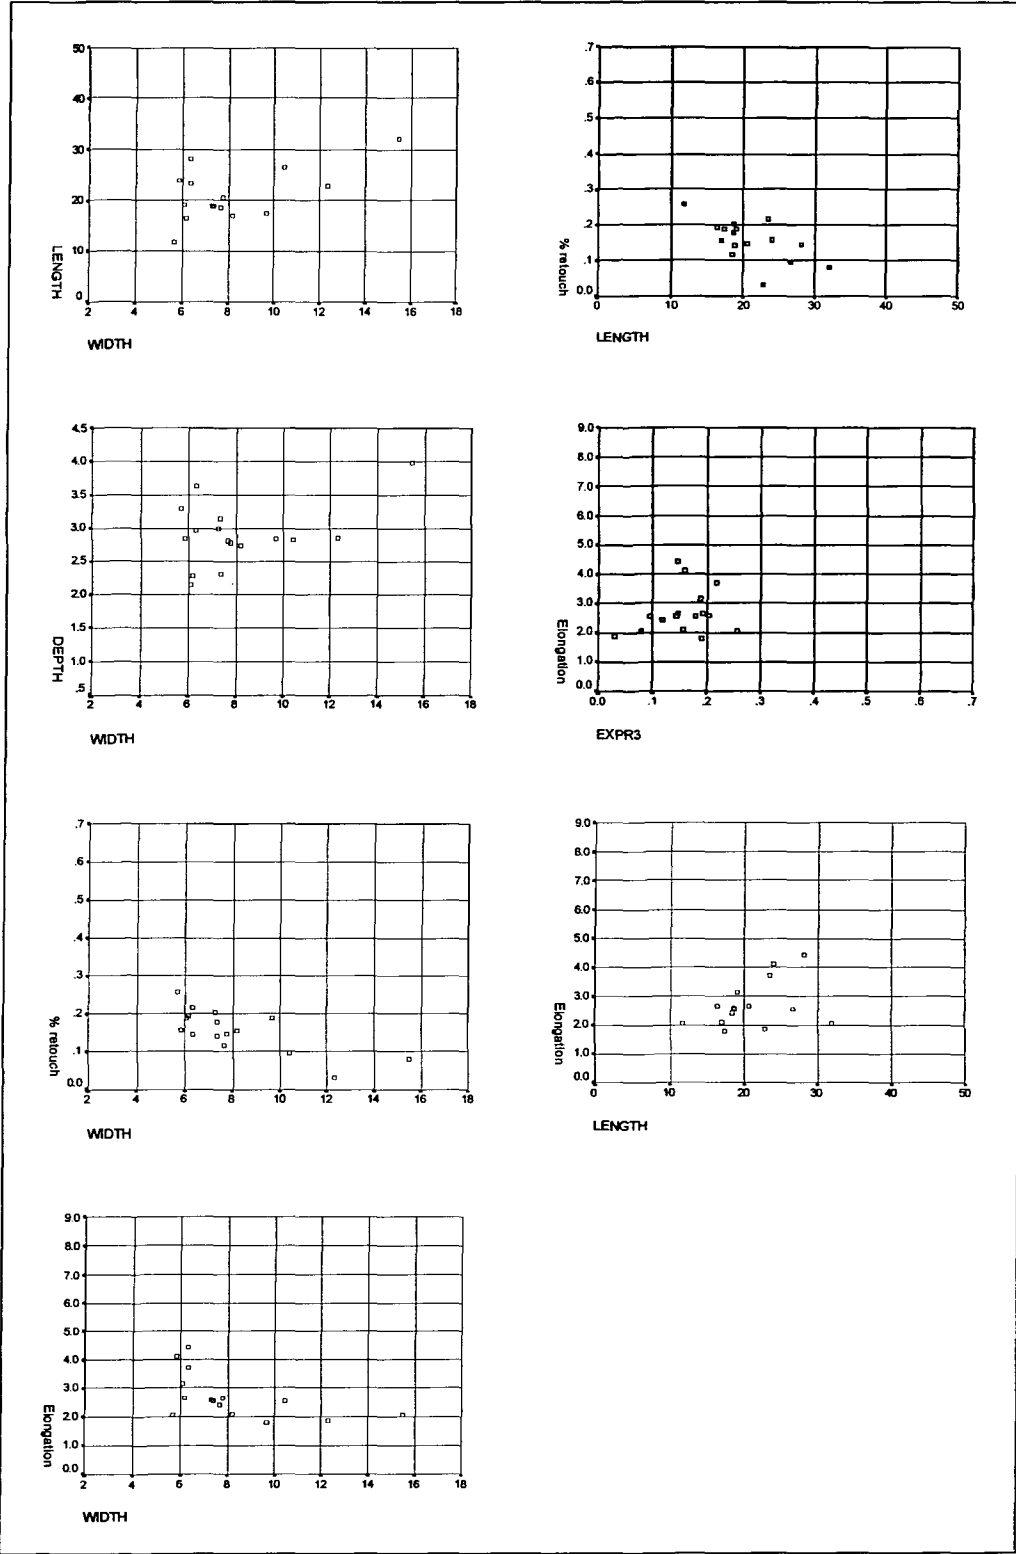 50
40
30
20
10
0
LENGTH
2 4 6 8 10 12 14 16 18
WIDTH
.7
.6
.5
.4
.3
.2
.1
0.0
% retouch
0 10 20 30 40 50
LENGTH
4.5
4.0
3.5
3.0
2.5
2.0
1.5
1.0
.5
DEPTH
2 4 6 8 10 12 14 16 18
WIDTH
9.0
8.0
7.0
6.0
5.0
4.0
3.0
2.0
1.0
0.0
Elongation
0.0 .1 .2 .3 .4 .5 .6 .7
EXPR3
.7
.6
.5
.4
.3
.2
.1
0.0
% retouch
2 4 6 8 10 12 14 16 18
WIDTH
9.0
8.0
7.0
6.0
5.0
4.0
3.0
2.0
1.0
0.0
Elongation
0 10 20 30 40 50
LENGTH
9.0
8.0
7.0
6.0
5.0
4.0
3.0
2.0
1.0
0.0
Elongation
2 4 6 8 10 12 14 16 18
WIDTH